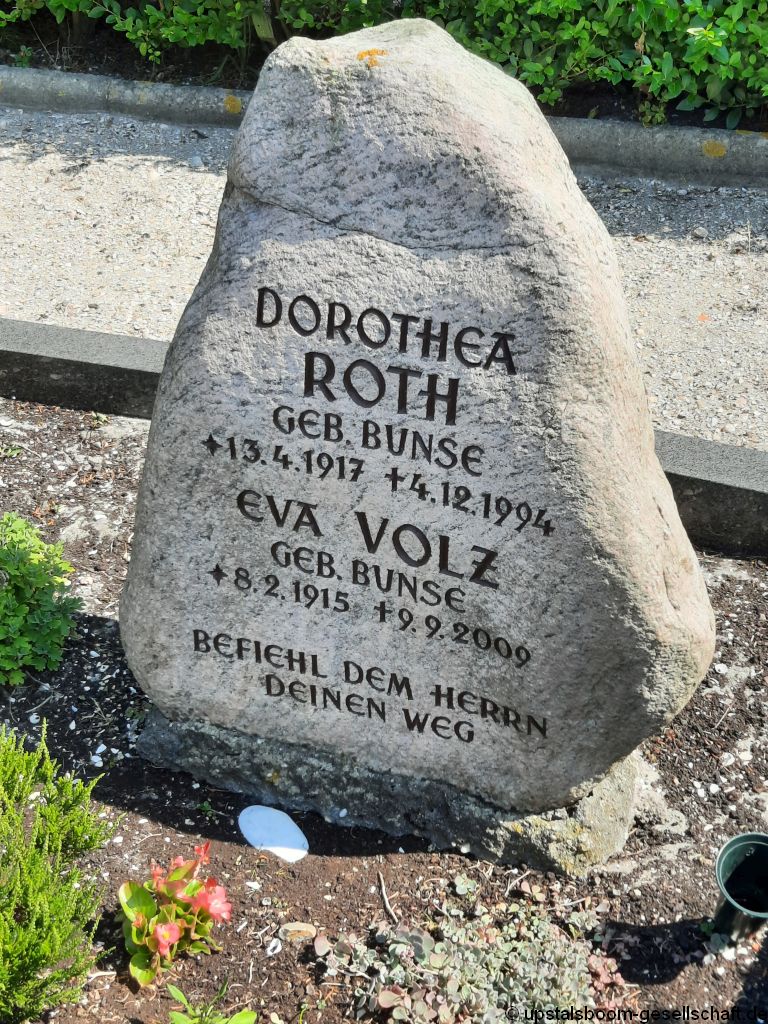 DOROTHEA
ROTH
GEB. BUNSE
✦13.4.1917 ✝4.12.1994
EVA VOLZ
GEB. BUNSE
✦8.2.1915 ✝9.9.2009
BEFIEHL DEM HERRN
DEINEN WEG
© upstalsboom-gesellschaft.de